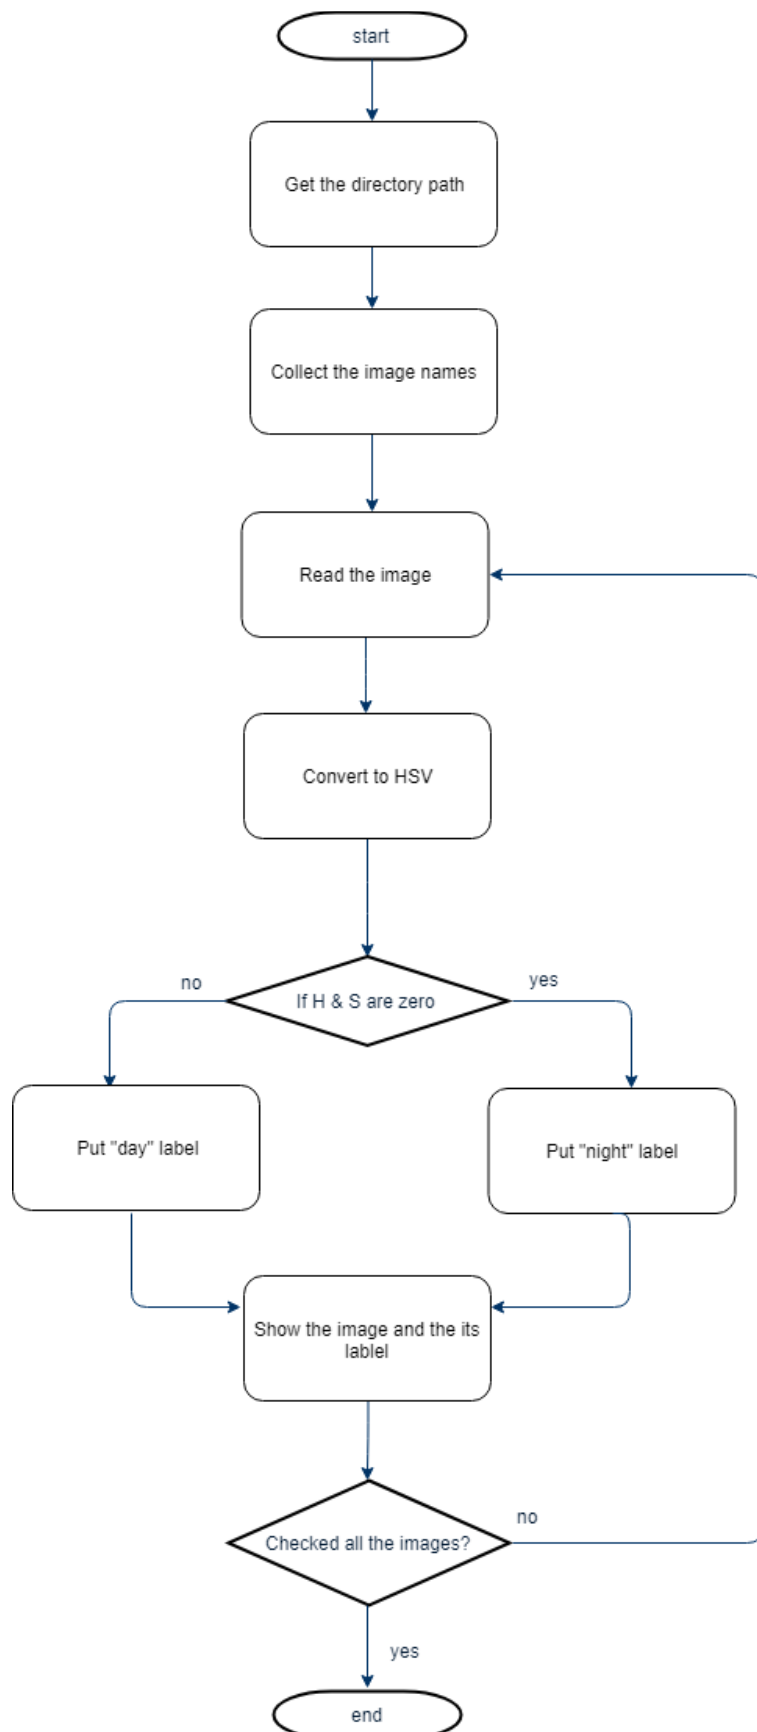 start
Get the directory path
Collect the image names
Read the image
Convert to HSV
no
If H & S are zero
yes
Put "day" label
Put "night" label
Show the image and the its
lablel
Checked all the images?
no
yes
end